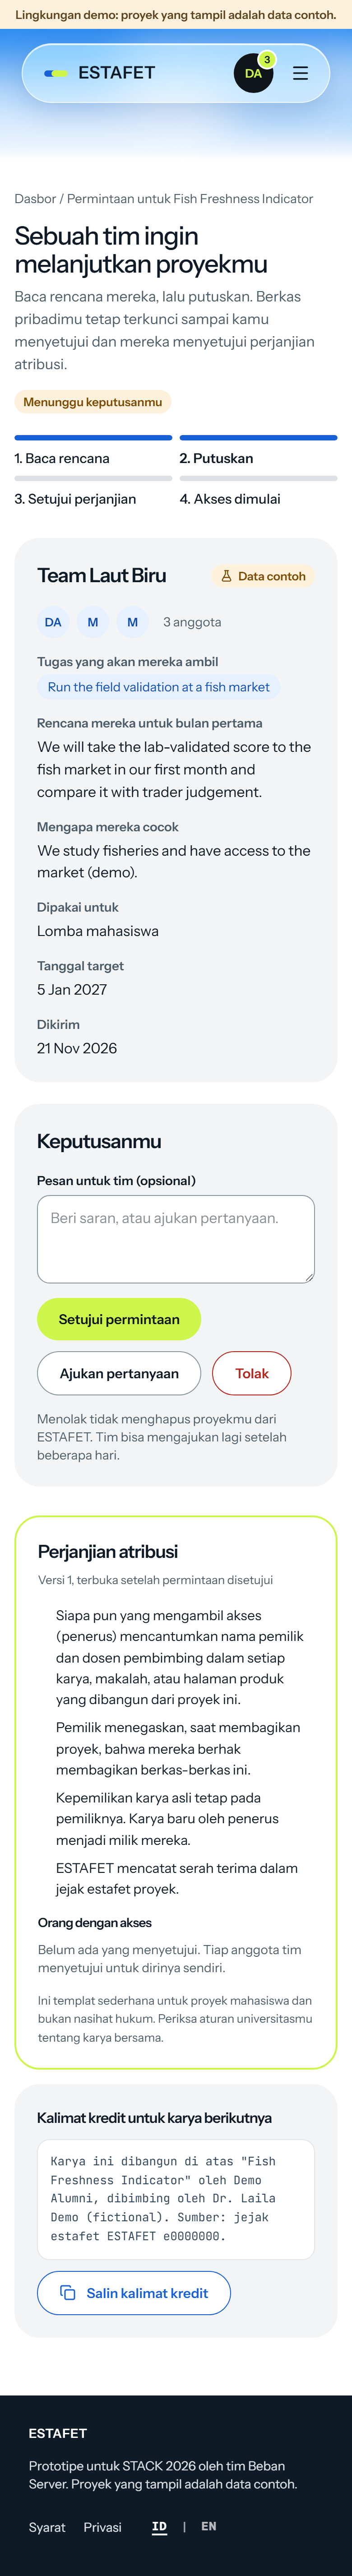 Lingkungan demo: proyek yang tampil adalah data contoh.
ESTAFET
DA
3
Dasbor / Permintaan untuk Fish Freshness Indicator
Sebuah tim ingin
melanjutkan proyekmu
Baca rencana mereka, lalu putuskan. Berkas
pribadimu tetap terkunci sampai kamu
menyetujui dan mereka menyetujui perjanjian
atribusi.
Menunggu keputusanmu
1. Baca rencana
2. Putuskan
3. Setujui perjanjian
4. Akses dimulai
Team Laut Biru
Data contoh
DA
M
M
3 anggota
Tugas yang akan mereka ambil
Run the field validation at a fish market
Rencana mereka untuk bulan pertama
We will take the lab-validated score to the
fish market in our first month and
compare it with trader judgement.
Mengapa mereka cocok
We study fisheries and have access to the
market (demo).
Dipakai untuk
Lomba mahasiswa
Tanggal target
5 Jan 2027
Dikirim
21 Nov 2026
Keputusanmu
Pesan untuk tim (opsional)
Beri saran, atau ajukan pertanyaan.
Setujui permintaan
Ajukan pertanyaan
Tolak
Menolak tidak menghapus proyekmu dari
ESTAFET. Tim bisa mengajukan lagi setelah
beberapa hari.
Perjanjian atribusi
Versi 1, terbuka setelah permintaan disetujui
Siapa pun yang mengambil akses
(penerus) mencantumkan nama pemilik
dan dosen pembimbing dalam setiap
karya, makalah, atau halaman produk
yang dibangun dari proyek ini.
Pemilik menegaskan, saat membagikan
proyek, bahwa mereka berhak
membagikan berkas-berkas ini.
Kepemilikan karya asli tetap pada
pemiliknya. Karya baru oleh penerus
menjadi milik mereka.
ESTAFET mencatat serah terima dalam
jejak estafet proyek.
Orang dengan akses
Belum ada yang menyetujui. Tiap anggota tim
menyetujui untuk dirinya sendiri.
Ini templat sederhana untuk proyek mahasiswa dan
bukan nasihat hukum. Periksa aturan universitasmu
tentang karya bersama.
Kalimat kredit untuk karya berikutnya
Karya ini dibangun di atas "Fish
Freshness Indicator" oleh Demo
Alumni, dibimbing oleh Dr. Laila
Demo (fictional). Sumber: jejak
estafet ESTAFET e0000000.
Salin kalimat kredit
ESTAFET
Prototipe untuk STACK 2026 oleh tim Beban
Server. Proyek yang tampil adalah data contoh.
Syarat
Privasi
ID | EN